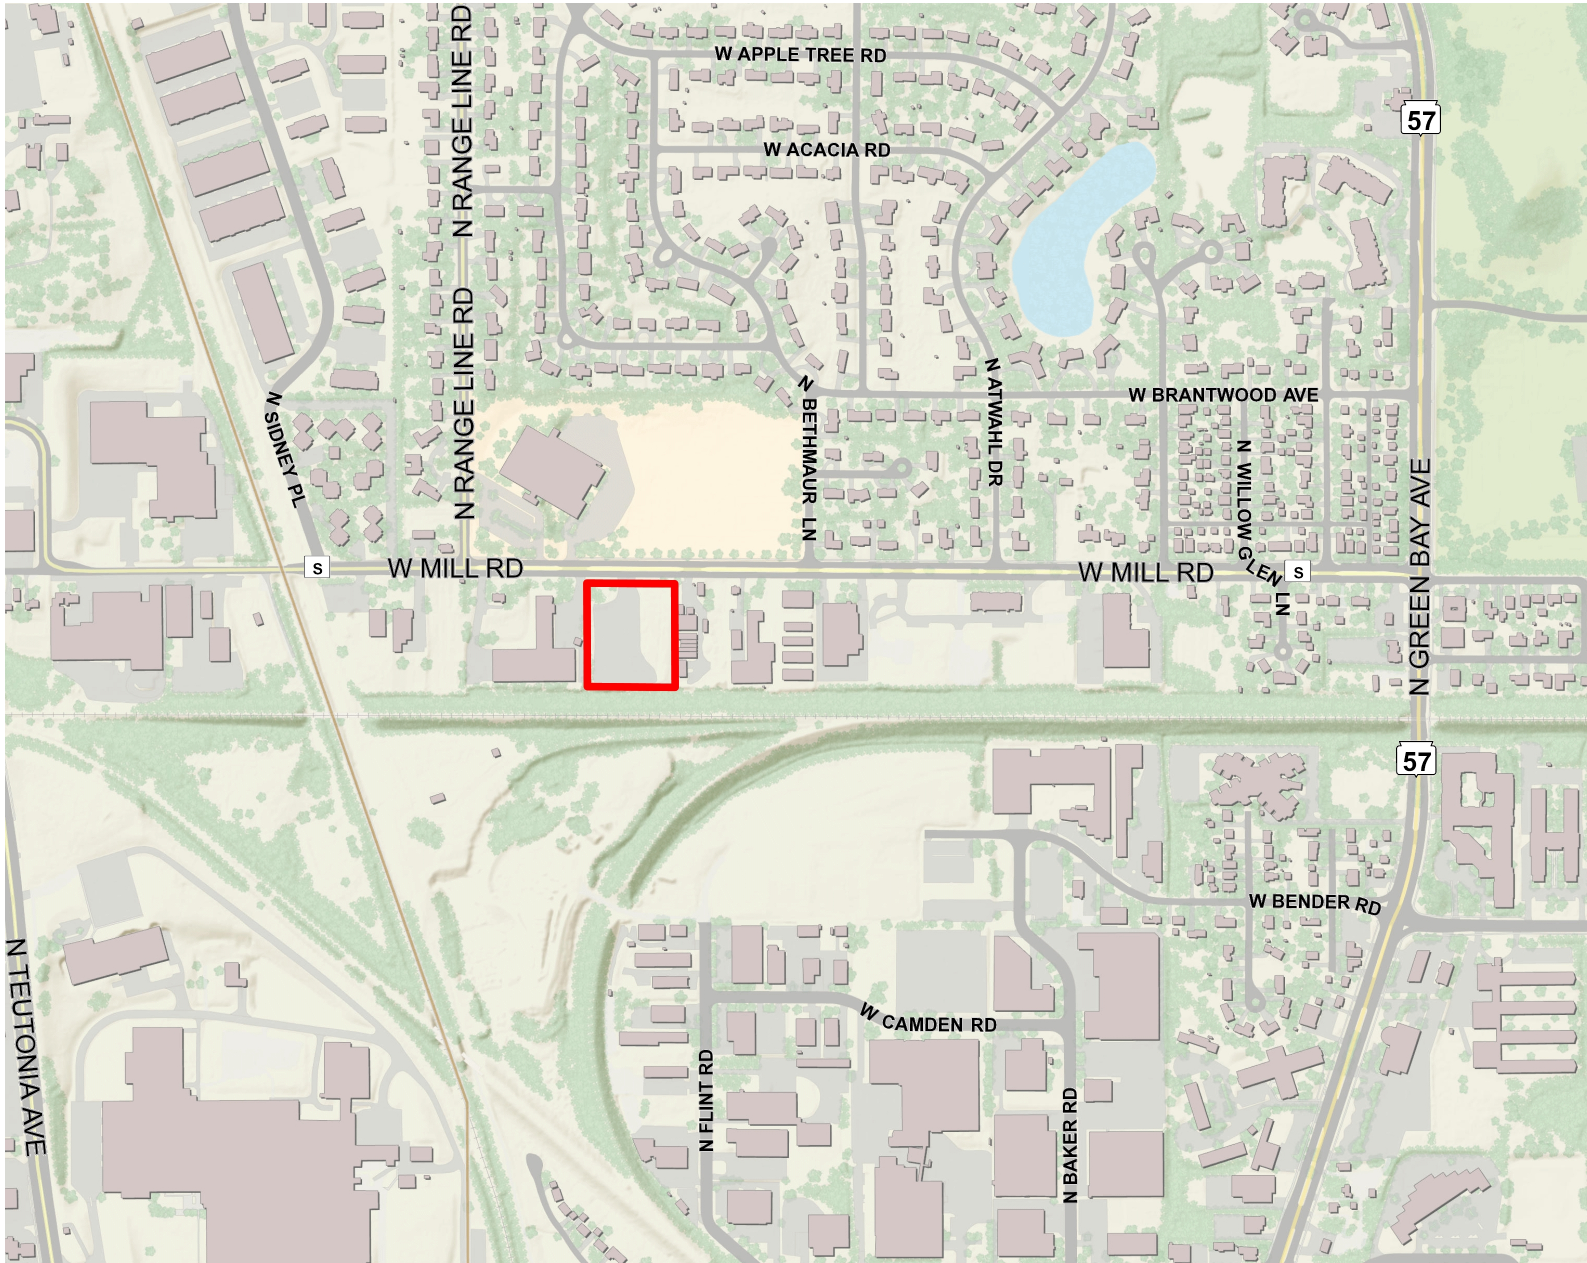 N RANGE LINE RD
W APPLE TREE RD
57
W ACACIA RD
N RANGE LINE RD
N SIDNEY PL
N BETHMAUR LN
N ATWAHL DR
W BRANTWOOD AVE
N WILLOW GLEN LN
N GREEN BAY AVE
S
W MILL RD
W MILL RD
S
57
W BENDER RD
N TEUTONIA AVE
W CAMDEN RD
N FLINT RD
N BAKER RD